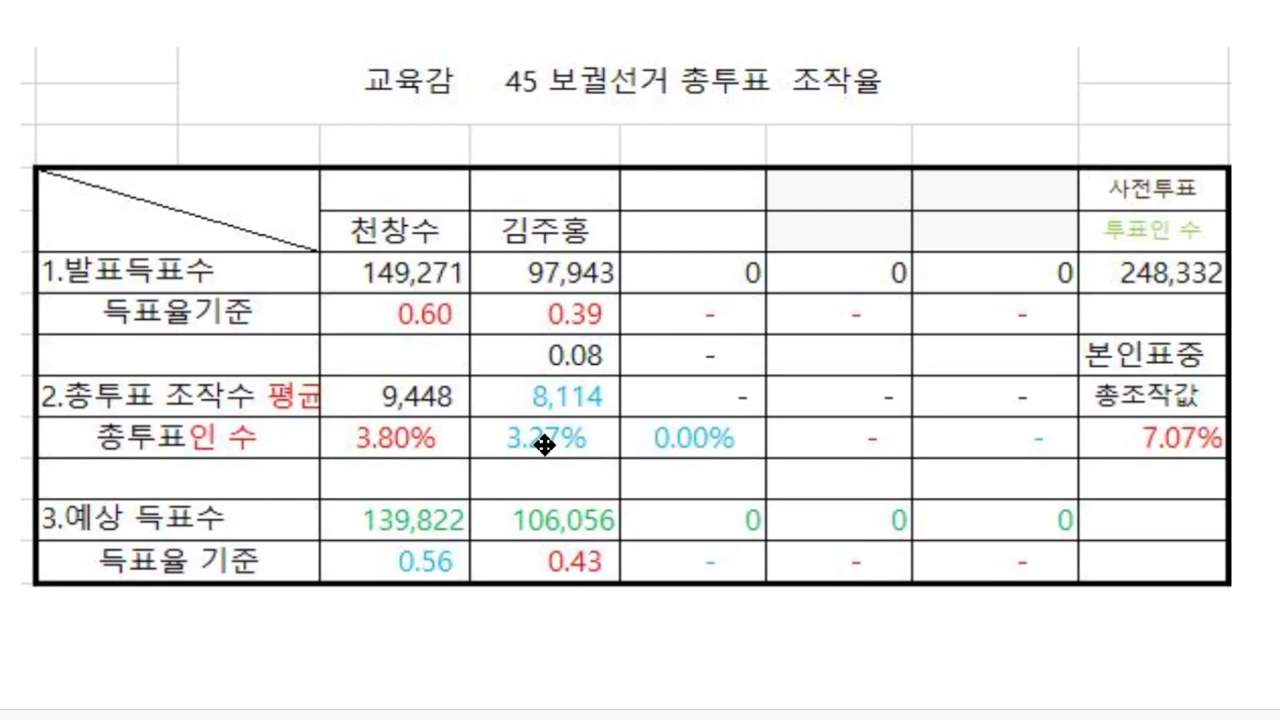 교육감 45 보궐선거 총투표 조작율
사전투표
천창수 김주홍 투표인 수
1.발표득표수 149,271 97,943 0 0 0 248,332
득표율기준 0.60 0.39 - - -
0.08 - 본인표중
2.총투표 조작수 평균 9,448 8,114 - - - 총조작값
총투표인 수 3.80% 3.27% 0.00% - - 7.07%
3.예상 득표수 139,822 106,056 0 0 0
득표율 기준 0.56 0.43 - - -